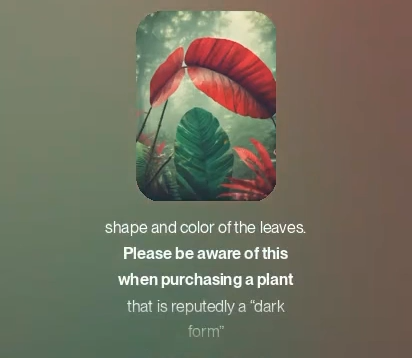 shape and color of the leaves.
Please be aware of this
when purchasing a plant
that is reputedly a “dark
form”